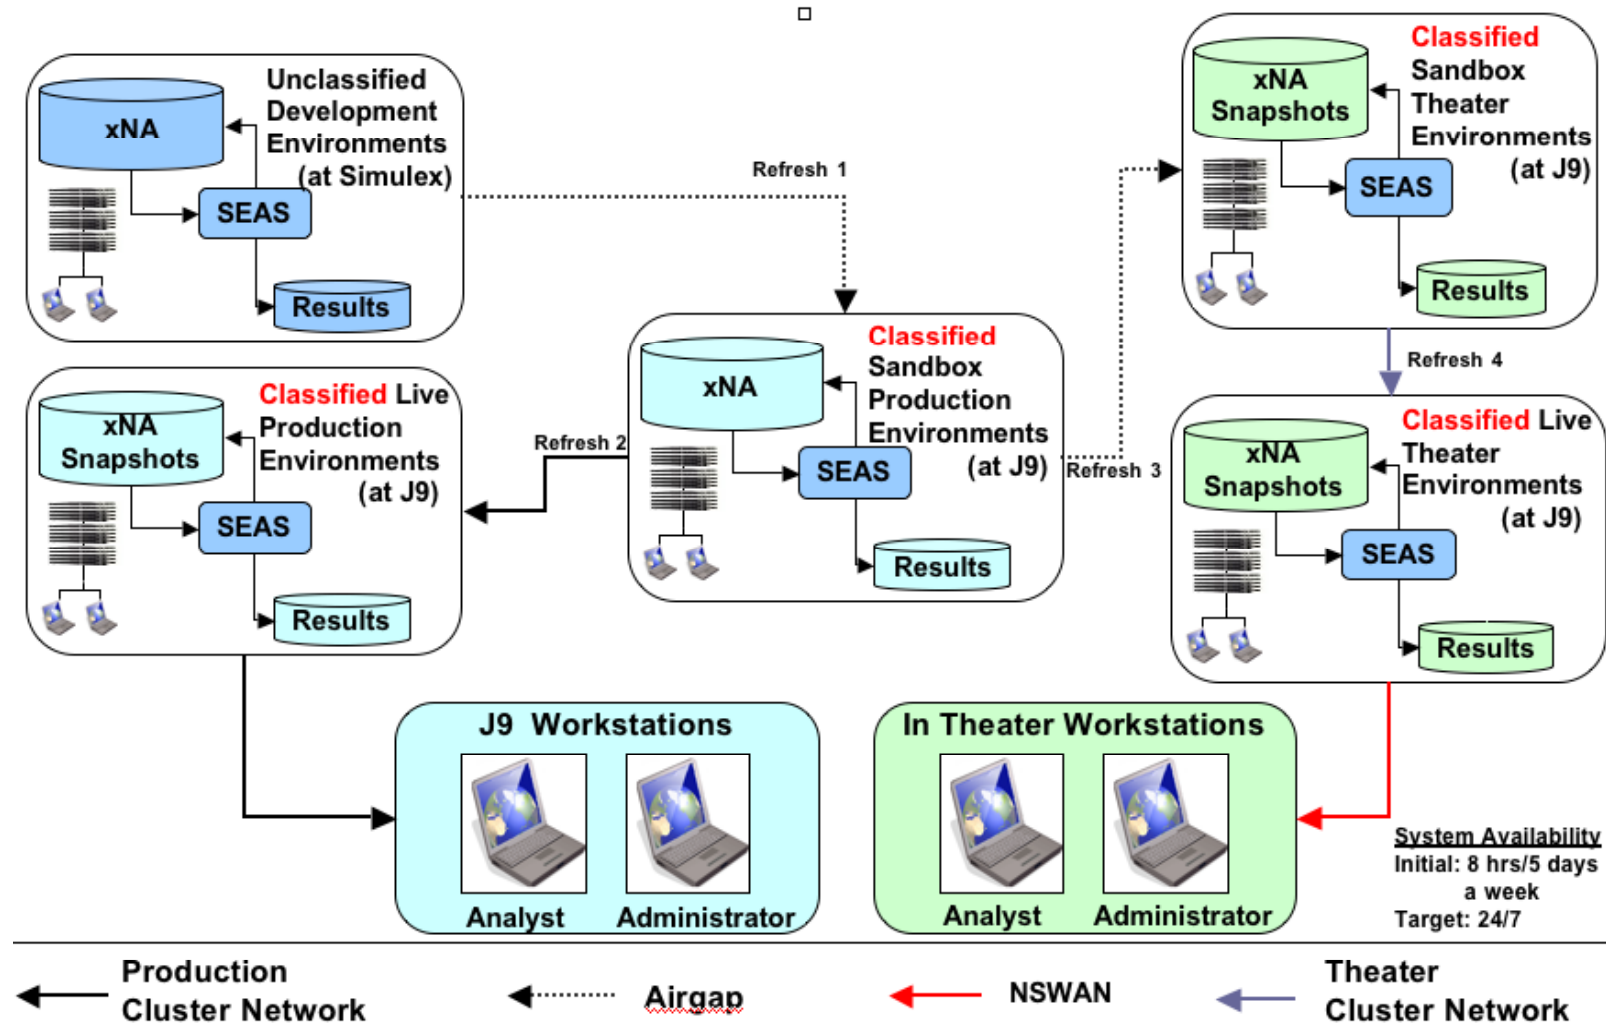 xNA
Unclassified
Development
Environments
(at Simulex)
SEAS
Results
Refresh 1
xNA
Snapshots
Classified
Sandbox
Theater
Environments
(at J9)
SEAS
Results
xNA
Snapshots
Classified Live
Production
Environments
(at J9)
SEAS
Results
Refresh 2
xNA
Classified
Sandbox
Production
Environments
(at J9)
SEAS
Results
Refresh 3
Refresh 4
xNA
Snapshots
Classified Live
Theater
Environments
(at J9)
SEAS
Results
J9 Workstations
Analyst
Administrator
In Theater Workstations
Analyst
Administrator
System Availability
Initial: 8 hrs/5 days
a week
Target: 24/7
Production
Cluster Network
Airgap
NSWAN
Theater
Cluster Network